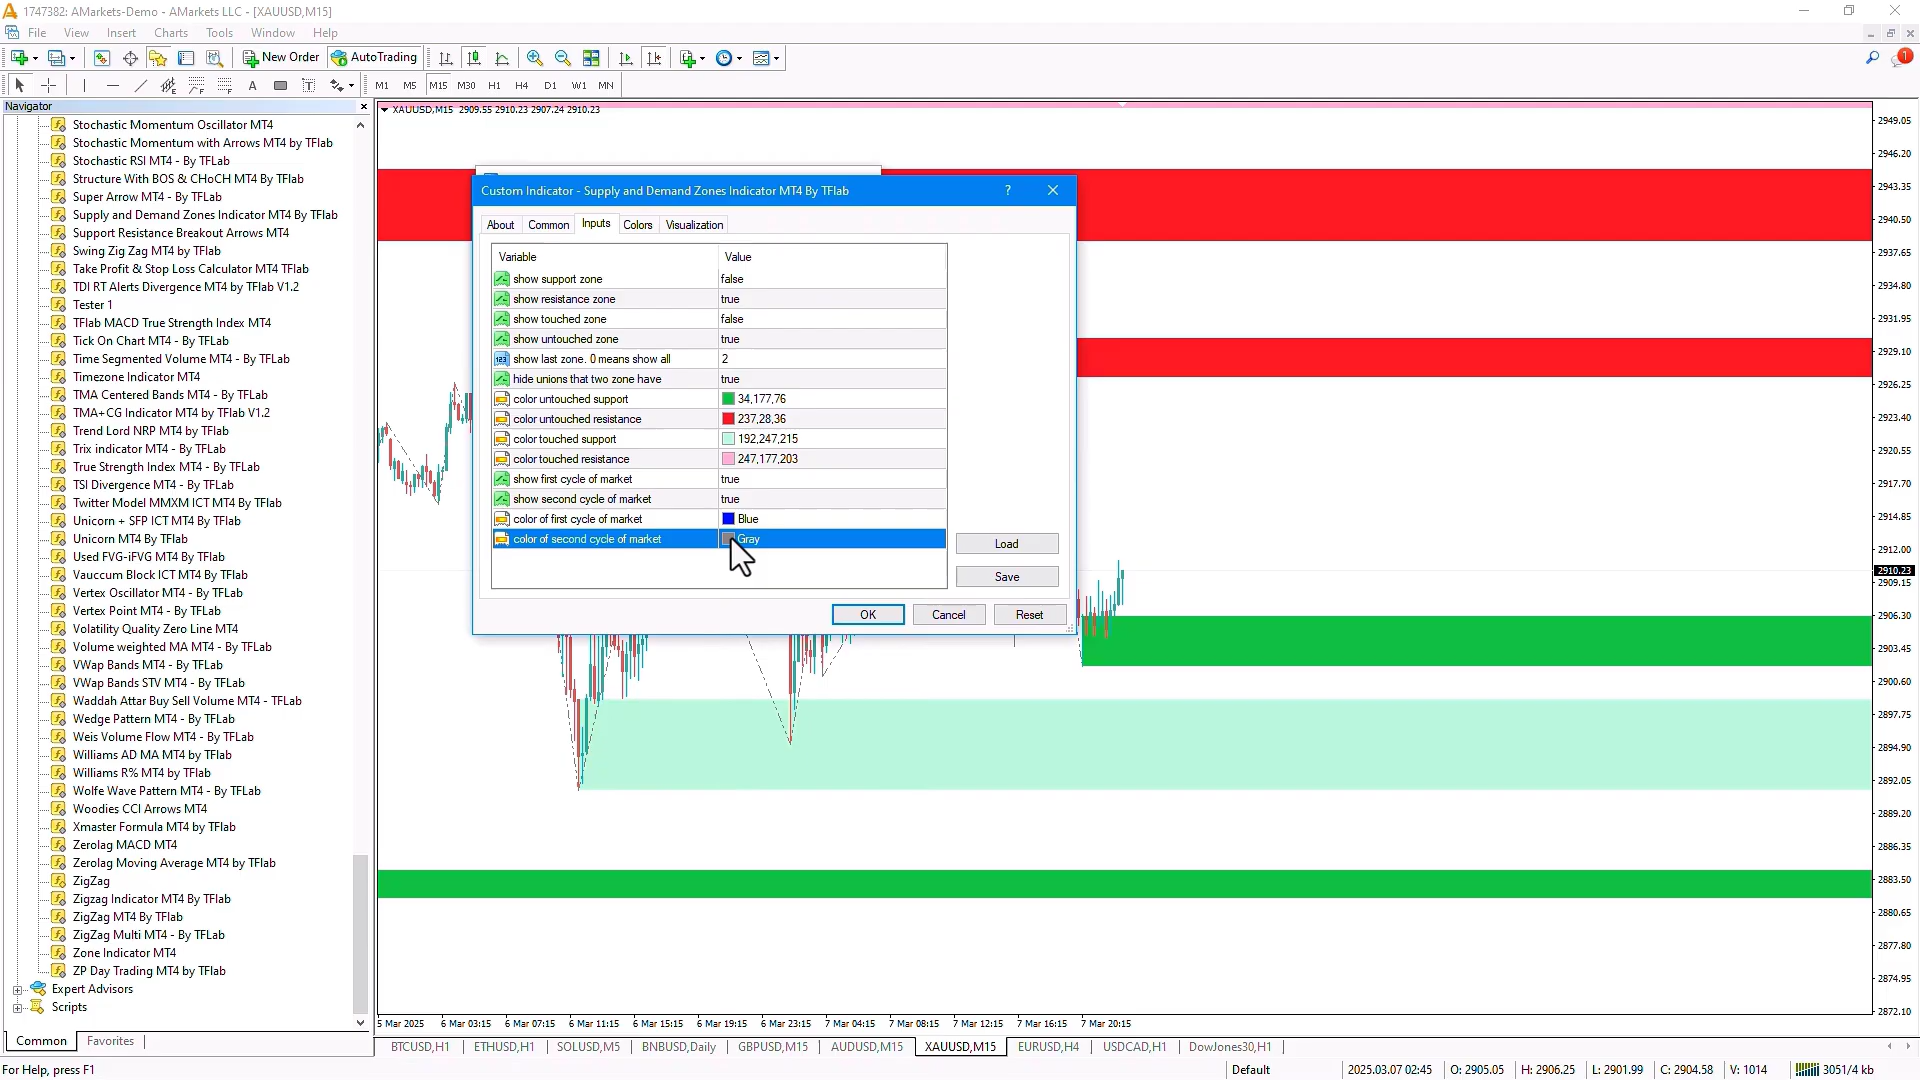 1747382: AMarkets-Demo - AMarkets LLC - [XAUUSD,M15]
File View Insert Charts Tools Window Help
New Order AutoTrading 1
A T M1 M5 M15 M30 H1 H4 D1 W1 MN
Navigator
Stochastic Momentum Oscillator MT4
Stochastic Momentum with Arrows MT4 by TFlab
Stochastic RSI MT4 - By TFLab
Structure With BOS & CHoCH MT4 By TFlab
Super Arrow MT4 - By TFLab
Supply and Demand Zones Indicator MT4 By TFlab
Support Resistance Breakout Arrows MT4
Swing Zig Zag MT4 by TFlab
Take Profit & Stop Loss Calculator MT4 TFlab
TDI RT Alerts Divergence MT4 by TFlab V1.2
Tester 1
TFlab MACD True Strength Index MT4
Tick On Chart MT4 - By TFLab
Time Segmented Volume MT4 - By TFLab
Timezone Indicator MT4
TMA Centered Bands MT4 - By TFLab
TMA+CG Indicator MT4 by TFlab V1.2
Trend Lord NRP MT4 by TFlab
Trix indicator MT4 - By TFLab
True Strength Index MT4 - By TFLab
TSI Divergence MT4 - By TFLab
Twitter Model MMXM ICT MT4 By TFlab
Unicorn + SFP ICT MT4 By TFlab
Unicorn MT4 By TFlab
Used FVG-iFVG MT4 By TFlab
Vauccum Block ICT MT4 By TFlab
Vertex Oscillator MT4 - By TFLab
Vertex Point MT4 - By TFLab
Volatility Quality Zero Line MT4
Volume weighted MA MT4 - By TFLab
VWap Bands MT4 - By TFLab
VWap Bands STV MT4 - By TFLab
Waddah Attar Buy Sell Volume MT4 - TFLab
Wedge Pattern MT4 - By TFLab
Weis Volume Flow MT4 - By TFLab
Williams AD MA MT4 by TFlab
Williams R% MT4 by TFlab
Wolfe Wave Pattern MT4 - By TFLab
Woodies CCI Arrows MT4
Xmaster Formula MT4 by TFlab
Zerolag MACD MT4
Zerolag Moving Average MT4 by TFlab
ZigZag
Zigzag Indicator MT4 By TFlab
ZigZag MT4 By TFlab
ZigZag Multi MT4 - By TFLab
Zone Indicator MT4
ZP Day Trading MT4 by TFlab
Expert Advisors
Scripts
Common Favorites
XAUUSD,M15 2909.55 2910.23 2907.24 2910.23
Custom Indicator - Supply and Demand Zones Indicator MT4 By TFlab ?
About Common Inputs Colors Visualization
Variable Value
show support zone false
show resistance zone true
show touched zone false
show untouched zone true
123 show last zone. 0 means show all 2
hide unions that two zone have true
color untouched support 34,177,76
color untouched resistance 237,28,36
color touched support 192,247,215
color touched resistance 247,177,203
show first cycle of market true
show second cycle of market true
color of first cycle of market Blue
color of second cycle of market Gray
Load
Save
OK Cancel Reset
2949.05
2946.20
2943.35
2940.50
2937.65
2934.80
2931.95
2929.10
2926.25
2923.40
2920.55
2917.70
2914.85
2912.00
2910.23
2909.15
2906.30
2903.45
2900.60
2897.75
2894.90
2892.05
2889.20
2886.35
2883.50
2880.65
2877.80
2874.95
2872.10
5 Mar 2025 6 Mar 03:15 6 Mar 07:15 6 Mar 11:15 6 Mar 15:15 6 Mar 19:15 6 Mar 23:15 7 Mar 04:15 7 Mar 08:15 7 Mar 12:15 7 Mar 16:15 7 Mar 20:15
BTCUSD,H1 ETHUSD,H1 SOLUSD,M5 BNBUSD,Daily GBPUSD,M15 AUDUSD,M15 XAUUSD,M15 EURUSD,H4 USDCAD,H1 DowJones30,H1
For Help, press F1 Default 2025.03.07 02:45 O: 2905.05 H: 2906.25 L: 2901.99 C: 2904.58 V: 1014 3051/4 kb